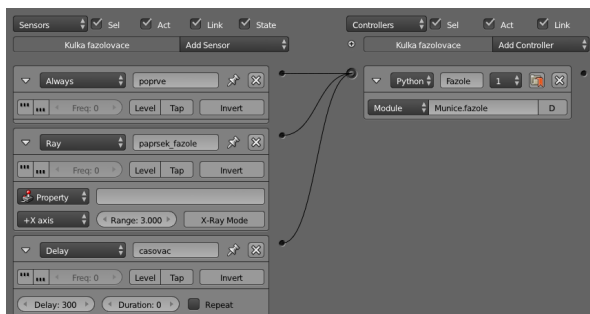 Sensors Sel Act Link State Controllers Sel Act Link
Kulka fazolovace Add Sensor Kulka fazolovace Add Controller
Always poprve Python Fazole 1
Freq: 0 Level Tap Invert Module Munice.fazole D
Ray paprsek_fazole
Freq: 0 Level Tap Invert
Property
+X axis Range: 3.000 X-Ray Mode
Delay casovac
Freq: 0 Level Tap Invert
Delay: 300 Duration: 0 Repeat